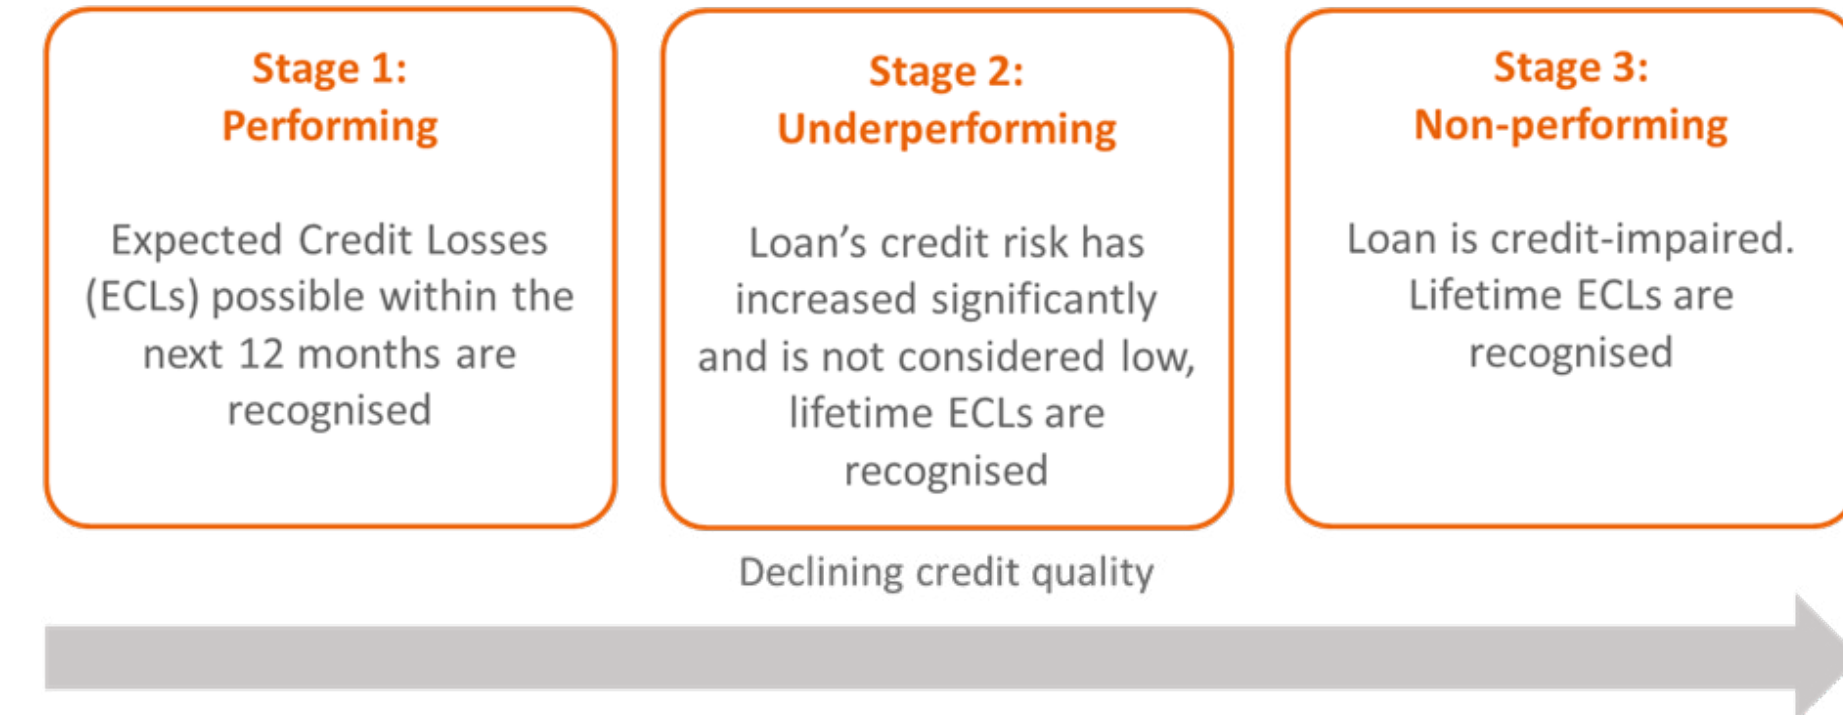 Stage 1:
Performing
Expected Credit Losses
(ECLs) possible within the
next 12 months are
recognised
Stage 2:
Underperforming
Loan’s credit risk has
increased significantly
and is not considered low,
lifetime ECLs are
recognised
Stage 3:
Non-performing
Loan is credit-impaired.
Lifetime ECLs are
recognised
Declining credit quality